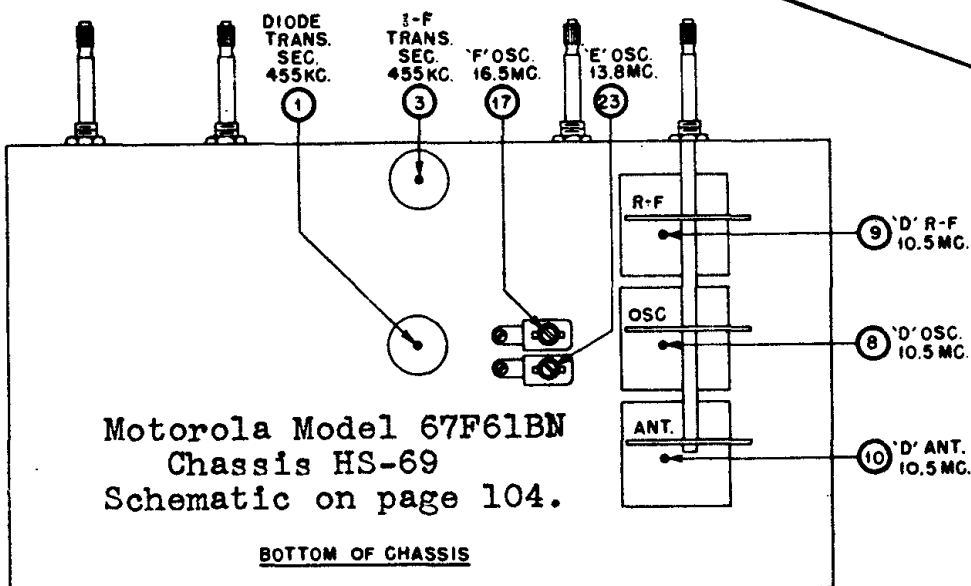 DIODE
TRANS.
SEC.
455KC.
1
I-F
TRANS.
SEC.
455KC.
3
'F' OSC.
16.5MC.
17
'E' OSC.
13.8MC.
23
R-F
9
'D' R-F
10.5MC.
OSC
8
'D' OSC.
10.5 MC.
ANT.
10
'D' ANT.
10.5MC.
Motorola Model 67F61BN
Chassis HS-69
Schematic on page 104.
BOTTOM OF CHASSIS